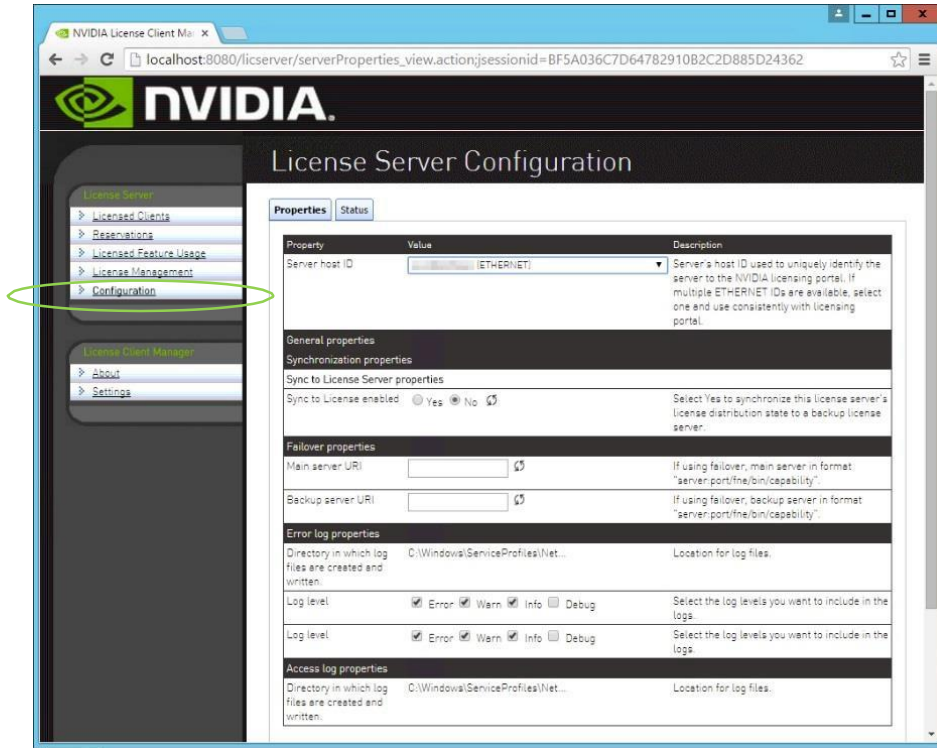 NVIDIA License Client Ma
localhost:8080/licserver/serverProperties_view.action;jsessionid=BF5A036C7D64782910B2C2D885D24362
NVIDIA.
License Server Configuration
License Server
Licensed Clients
Reservations
Licensed Feature Usage
License Management
Configuration
License Client Manager
About
Settings
Properties Status
Property Value Description
Server host ID (ETHERNET) Server's host ID used to uniquely identify the
server to the NVIDIA licensing portal. If
multiple ETHERNET IDs are available, select
one and use consistently with licensing
portal.
General properties
Synchronization properties
Sync to License Server properties
Sync to License enabled Yes No Select Yes to synchronize this license server's
license distribution state to a backup license
server.
Failover properties
Main server URI If using failover, main server in format
"server:port/fne/bin/capability".
Backup server URI If using failover, backup server in format
"server:port/fne/bin/capability".
Error log properties
Directory in which log C:\Windows\ServiceProfiles\Net... Location for log files.
files are created and
written.
Log level Error Warn Info Debug Select the log levels you want to include in the
logs.
Log level Error Warn Info Debug Select the log levels you want to include in the
logs.
Access log properties
Directory in which log C:\Windows\ServiceProfiles\Net... Location for log files.
files are created and
written.